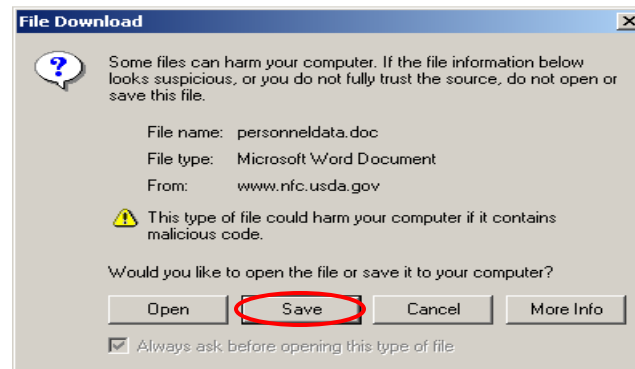 File Download
Some files can harm your computer. If the file information below
looks suspicious, or you do not fully trust the source, do not open or
save this file.
File name: personneldata.doc
File type: Microsoft Word Document
From: www.nfc.usda.gov
This type of file could harm your computer if it contains
malicious code.
Would you like to open the file or save it to your computer?
Open Save Cancel More Info
Always ask before opening this type of file